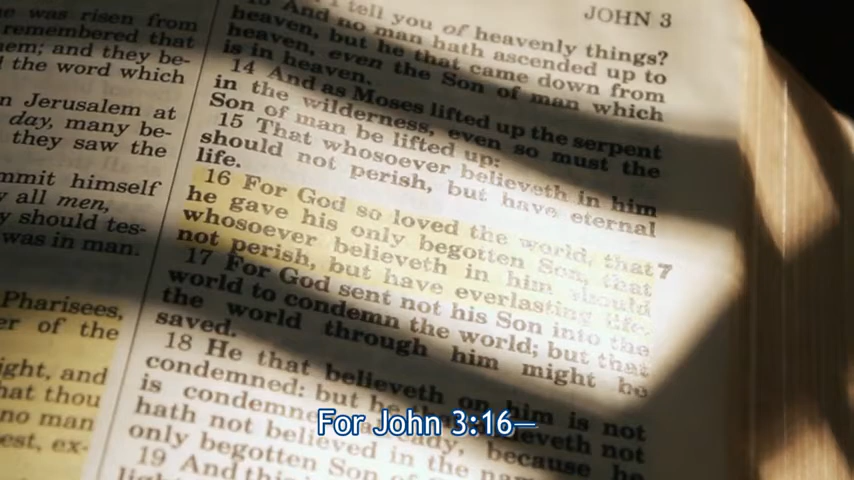 JOHN 3
he was risen from
remembered that
em; and they be-
the word which
n Jerusalem at
day, many be-
they saw the
mmit himself
all men,
y should tes-
was in man.
Pharisees,
er of the
ight, and
hat thou
no man
est, ex-
I tell you of heavenly things?
13 And no man hath ascended up to
heaven, but he that came down from
heaven, even the Son of man which
is in heaven.
14 And as Moses lifted up the serpent
in the wilderness, even so must the
Son of man be lifted up:
15 That whosoever believeth in him
should not perish, but have eternal
life.
16 For God so loved the world, that
he gave his only begotten Son, that
whosoever believeth in him should
not perish, but have everlasting life.
17 For God sent not his Son into the
world to condemn the world; but that
the world through him might be
saved.
18 He that believeth on him is not
condemned: but he that believeth not
is condemned already, because he
hath not believed in the name
only begotten Son of
19 And this
light
7
For John 3:16—